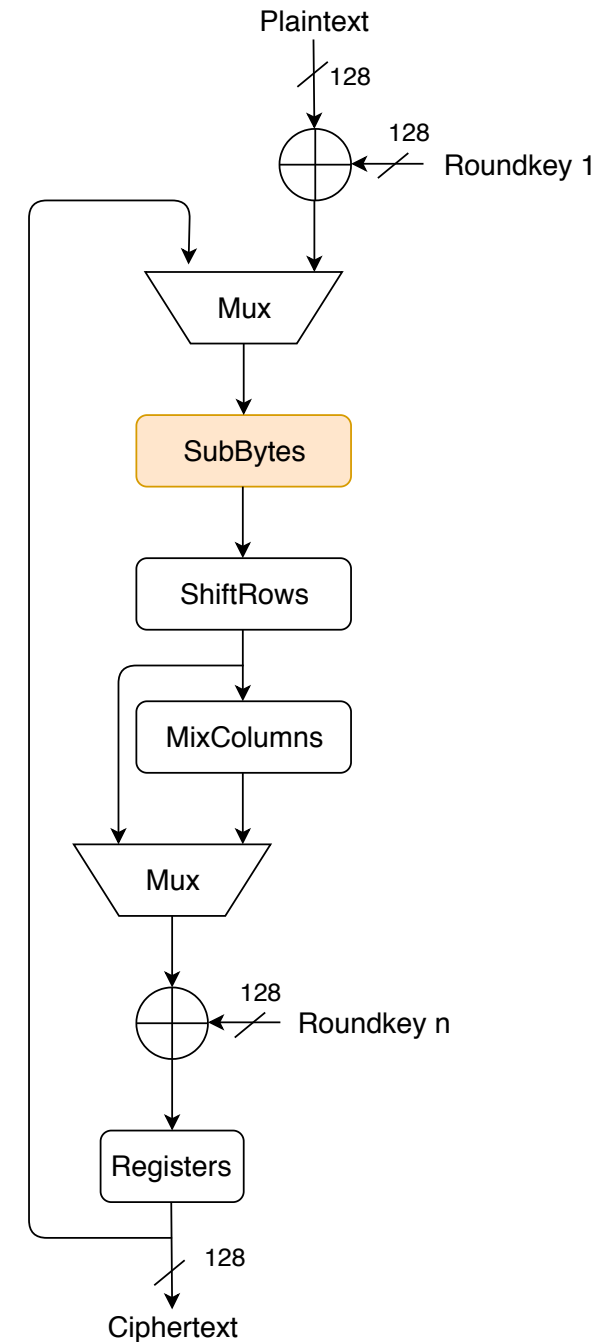 Plaintext
128
128
Roundkey 1
Mux
SubBytes
ShiftRows
MixColumns
Mux
128
Roundkey n
Registers
128
Ciphertext